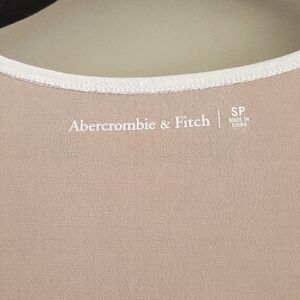 Abercrombie & Fitch
SP
MADE IN
CHINA